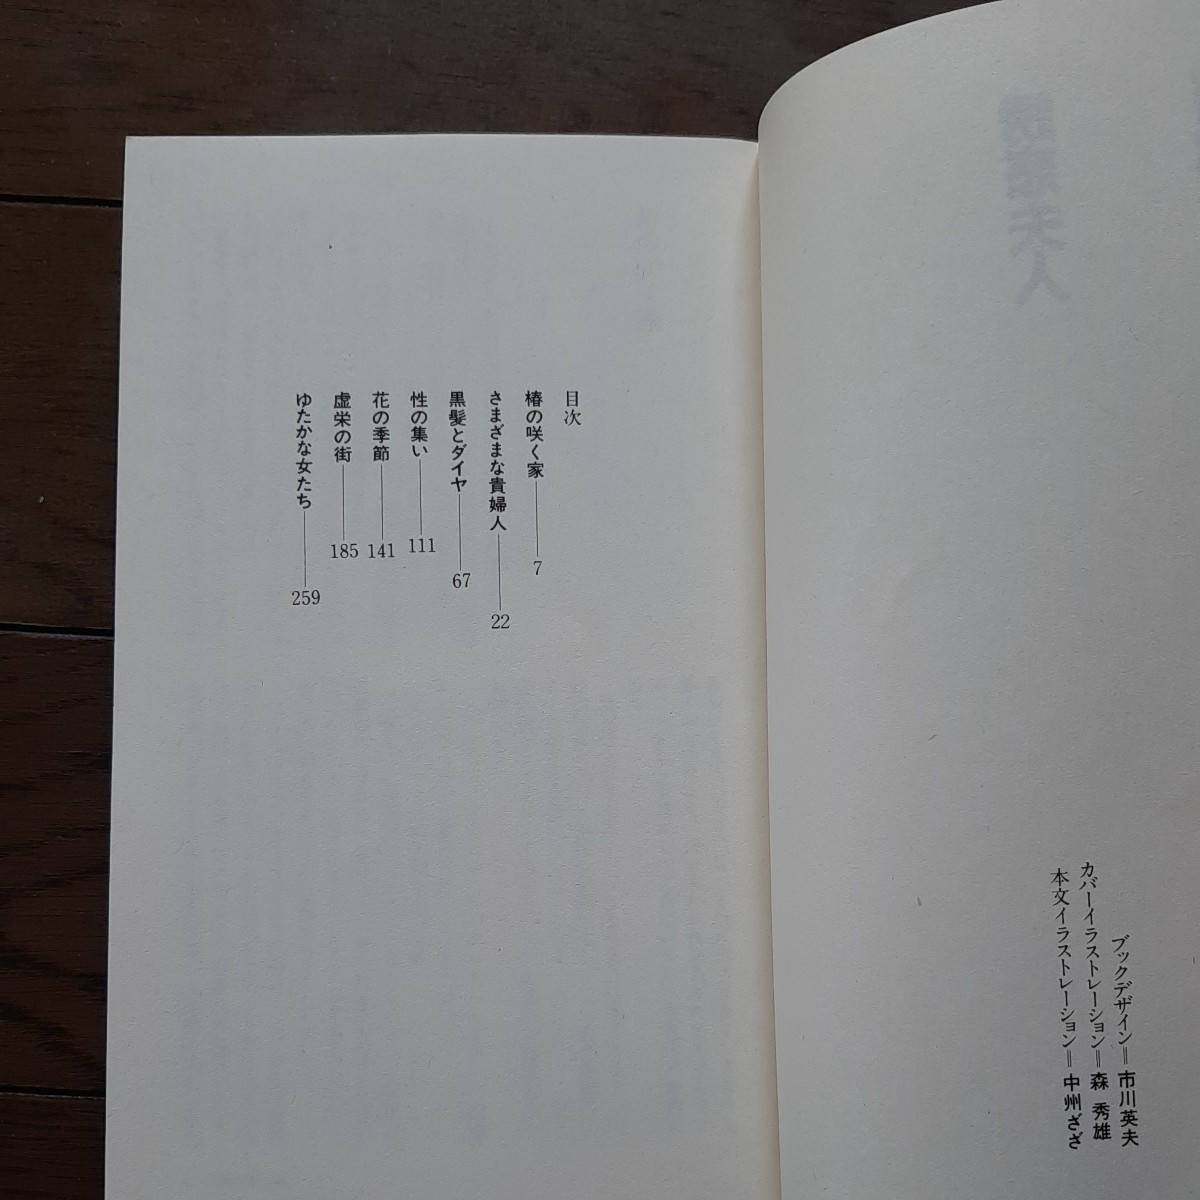 ブックデザイン=市川英夫
カバーイラストレーション=森 秀雄
本文イラストレーション=中州ざざ
目次
椿の咲く家 7
さまざまな貴婦人 22
黒髪とダイヤ 67
性の集い 111
花の季節 141
虚栄の街 185
ゆたかな女たち 259